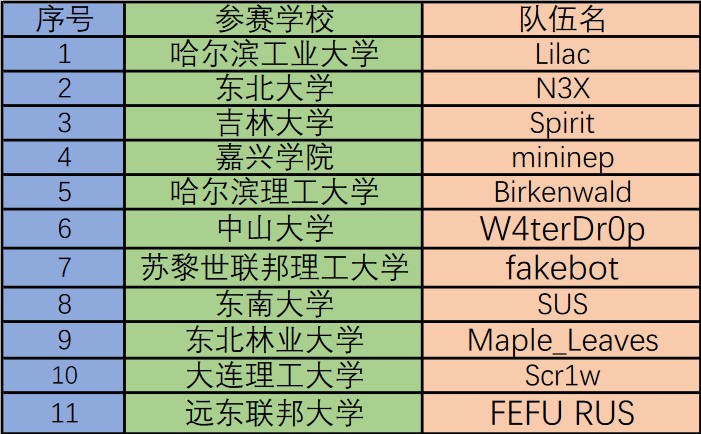 序号 参赛学校 队伍名
1 哈尔滨工业大学 Lilac
2 东北大学 N3X
3 吉林大学 Spirit
4 嘉兴学院 mininep
5 哈尔滨理工大学 Birkenwald
6 中山大学 W4terDr0p
7 苏黎世联邦理工大学 fakebot
8 东南大学 SUS
9 东北林业大学 Maple_Leaves
10 大连理工大学 Scr1w
11 远东联邦大学 FEFU RUS